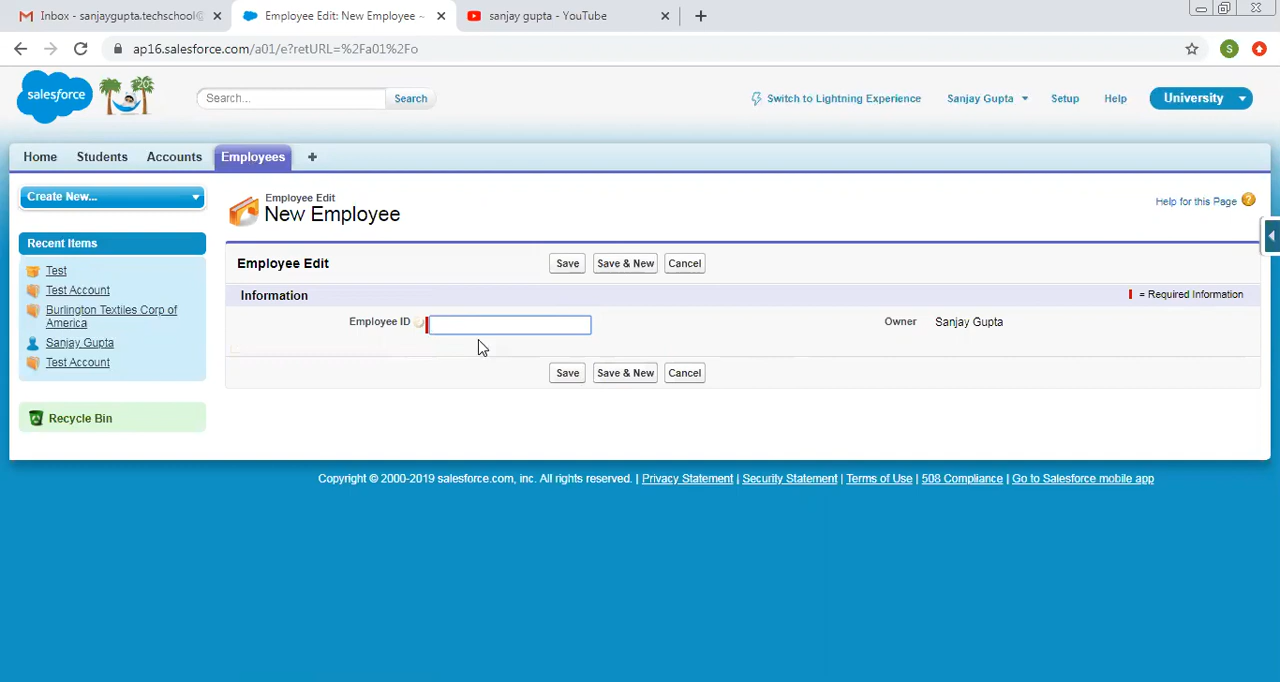 Inbox - sanjaygupta.techschool@
Employee Edit: New Employee ~
sanjay gupta - YouTube
ap16.salesforce.com/a01/e?retURL=%2Fa01%2Fo
S
salesforce
20
Search...
Search
Switch to Lightning Experience
Sanjay Gupta
Setup
Help
University
Home
Students
Accounts
Employees
Create New...
Recent Items
Test
Test Account
Burlington Textiles Corp of
America
Sanjay Gupta
Test Account
Recycle Bin
Employee Edit
New Employee
Help for this Page
Employee Edit
Save
Save & New
Cancel
Information
= Required Information
Employee ID
Owner
Sanjay Gupta
Save
Save & New
Cancel
Copyright © 2000-2019 salesforce.com, inc. All rights reserved. | Privacy Statement | Security Statement | Terms of Use | 508 Compliance | Go to Salesforce mobile app